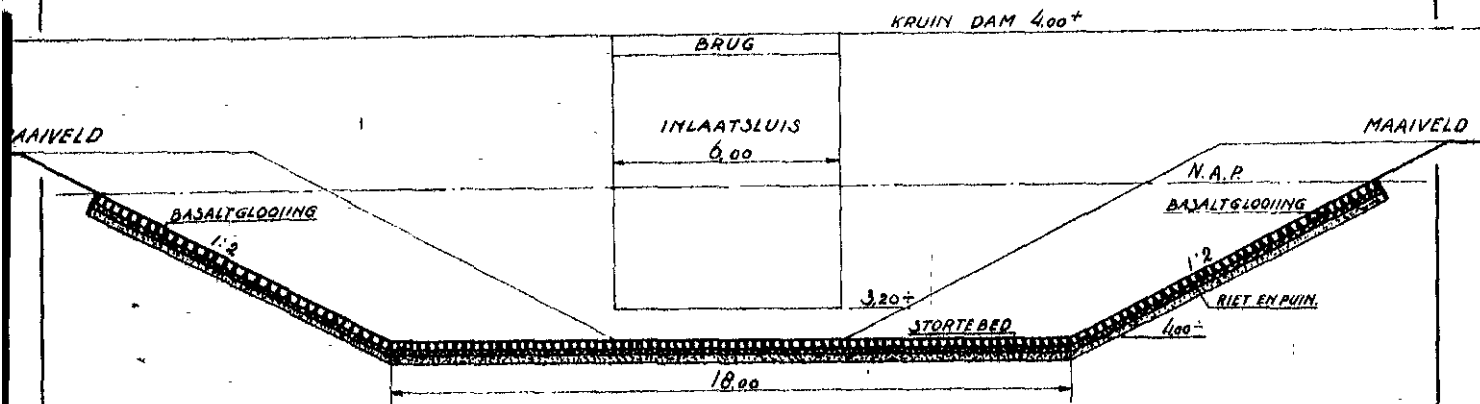 KRUIN DAM 4.00+
BRUG
INLAATSLUIS
6.00
AAIVELD
MAAIVELD
N.A.P.
BASALTGLOOIING
BASALTGLOOIING
1:2
1:2
3,20÷
RIET EN PUIN.
STORTEBED
4,00÷
18.00